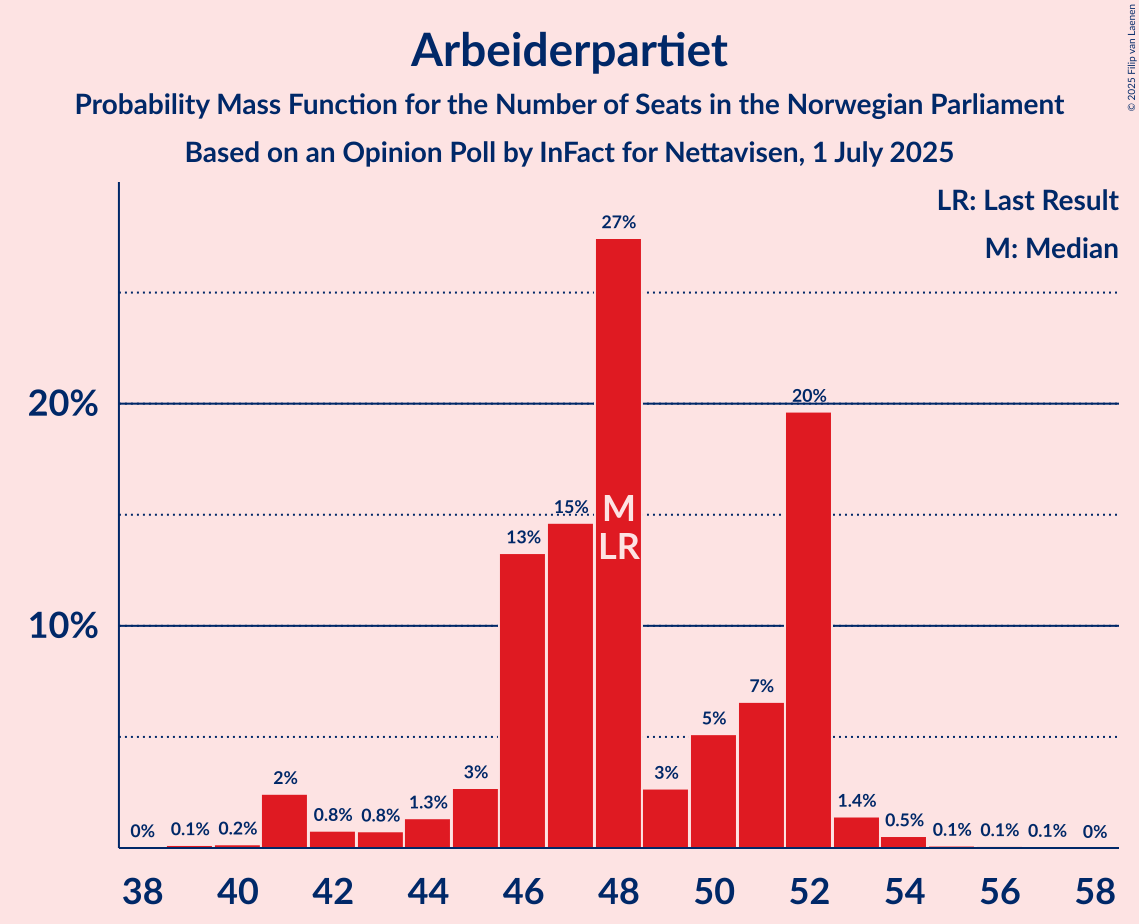 Arbeiderpartiet
Probability Mass Function for the Number of Seats in the Norwegian Parliament
Based on an Opinion Poll by InFact for Nettavisen, 1 July 2025
© 2025 Filip van Laenen
LR: Last Result
M: Median
20%
10%
0%
0.1%
0.2%
2%
0.8%
0.8%
1.3%
3%
13%
15%
27%
M
LR
3%
5%
7%
20%
1.4%
0.5%
0.1%
0.1%
0.1%
0%
38 40 42 44 46 48 50 52 54 56 58